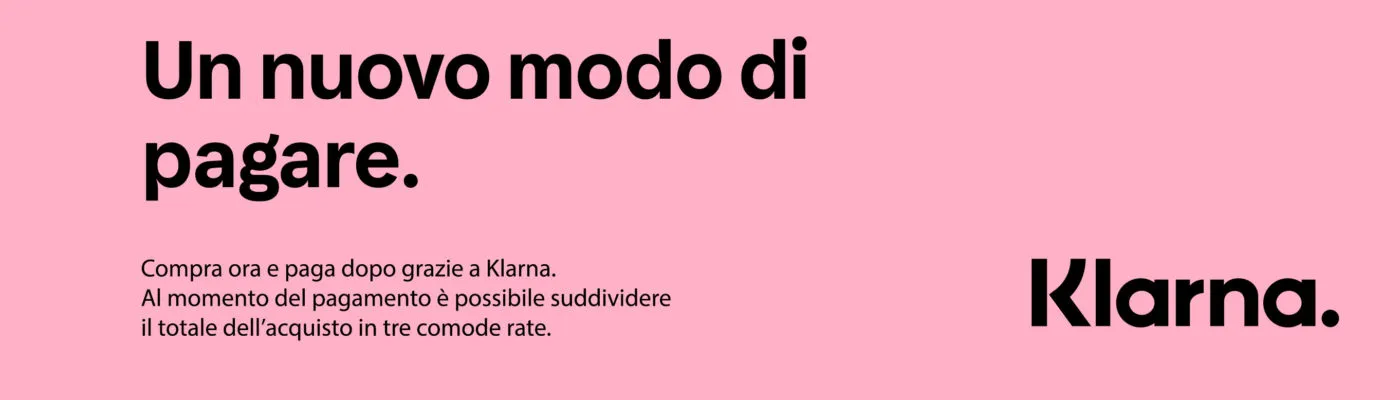 Un nuovo modo di
pagare.
Compra ora e paga dopo grazie a Klarna.
Al momento del pagamento è possibile suddividere
il totale dell’acquisto in tre comode rate.
Klarna.